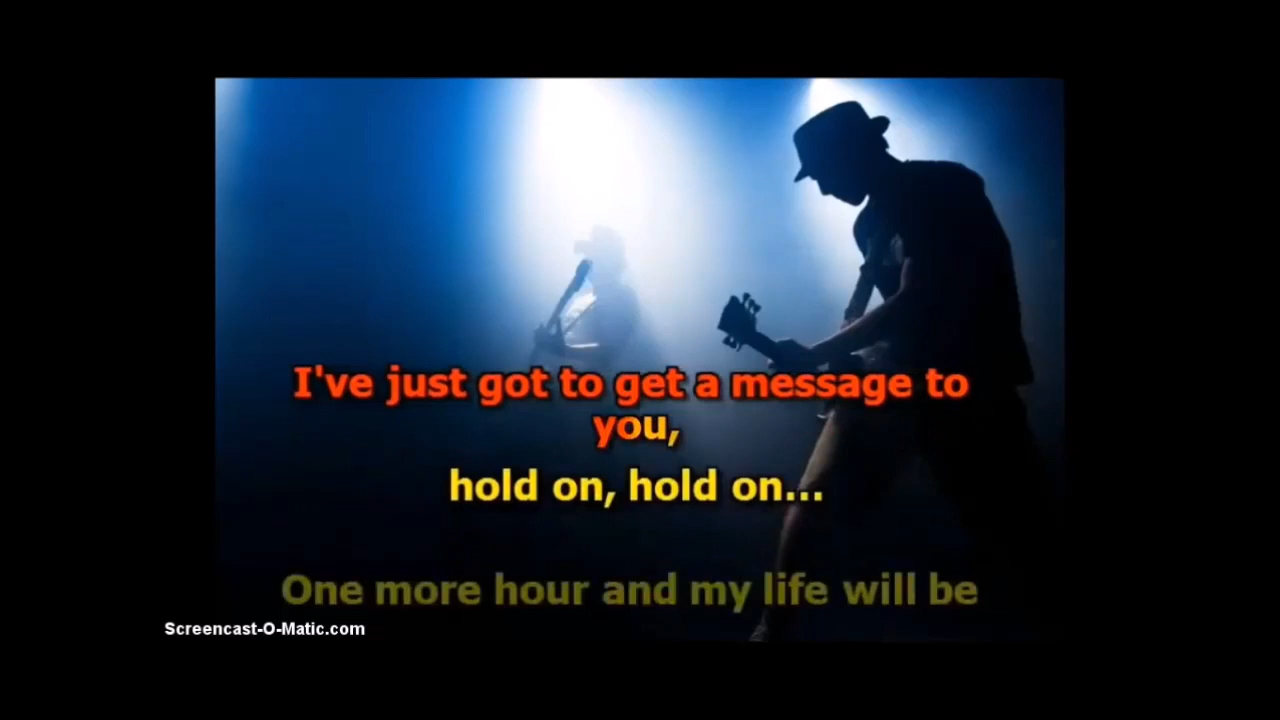 I've just got to get a message to
you,
hold on, hold on...
One more hour and my life will be
Screencast-O-Matic.com